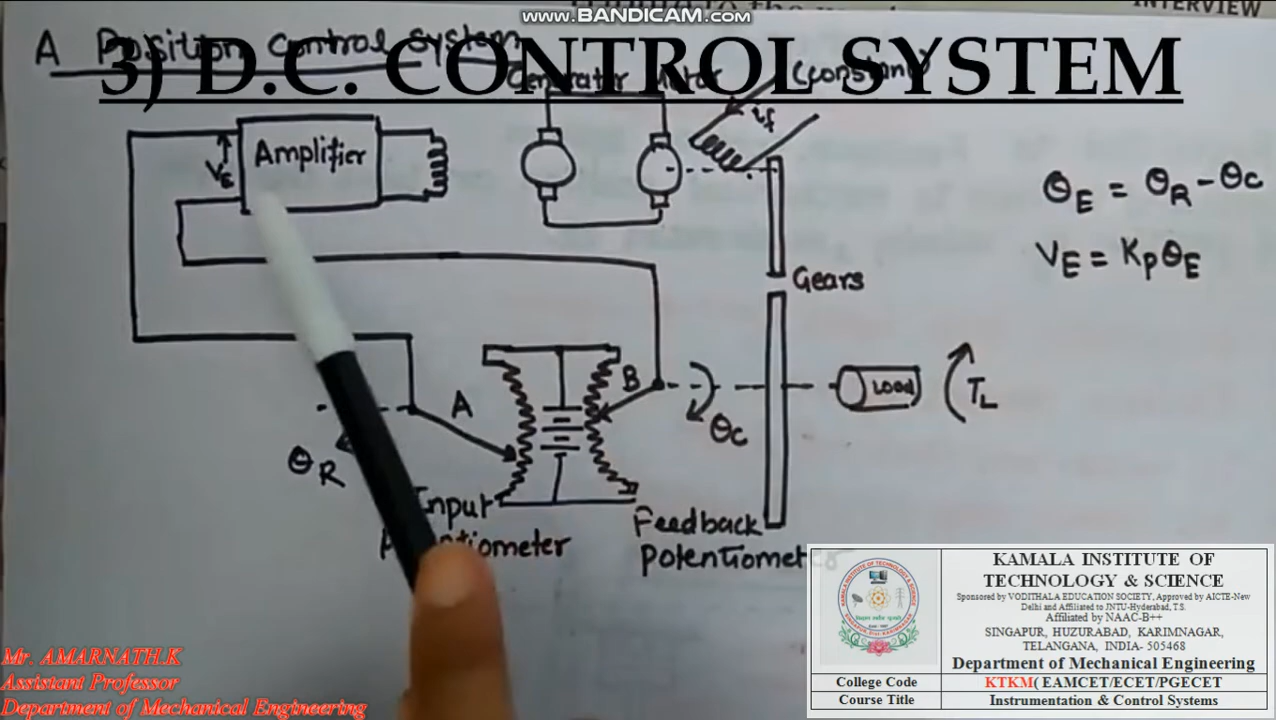 www.BANDICAM.com
INTERVIEW
A Position Control System
3) D.C. CONTROL SYSTEM
Generator Motor (constant)
if
Amplifier
VE
θE = θR - θC
VE = KpθE
Gears
A
B
LOAD
TL
θC
θR
Input
Potentiometer
Feedback
Potentiometer
KAMALA INSTITUTE OF
TECHNOLOGY & SCIENCE
Sponsored by VODITHALA EDUCATION SOCIETY, Approved by AICTE-New
Delhi and Affiliated to JNTU-Hyderabad, T.S.
Affiliated by NAAC-B++
SINGAPUR, HUZURABAD, KARIMNAGAR,
TELANGANA, INDIA- 505468
Department of Mechanical Engineering
College Code KTKM( EAMCET/ECET/PGECET
Course Title Instrumentation & Control Systems
Mr. AMARNATH.K
Assistant Professor
Department of Mechanical Engineering